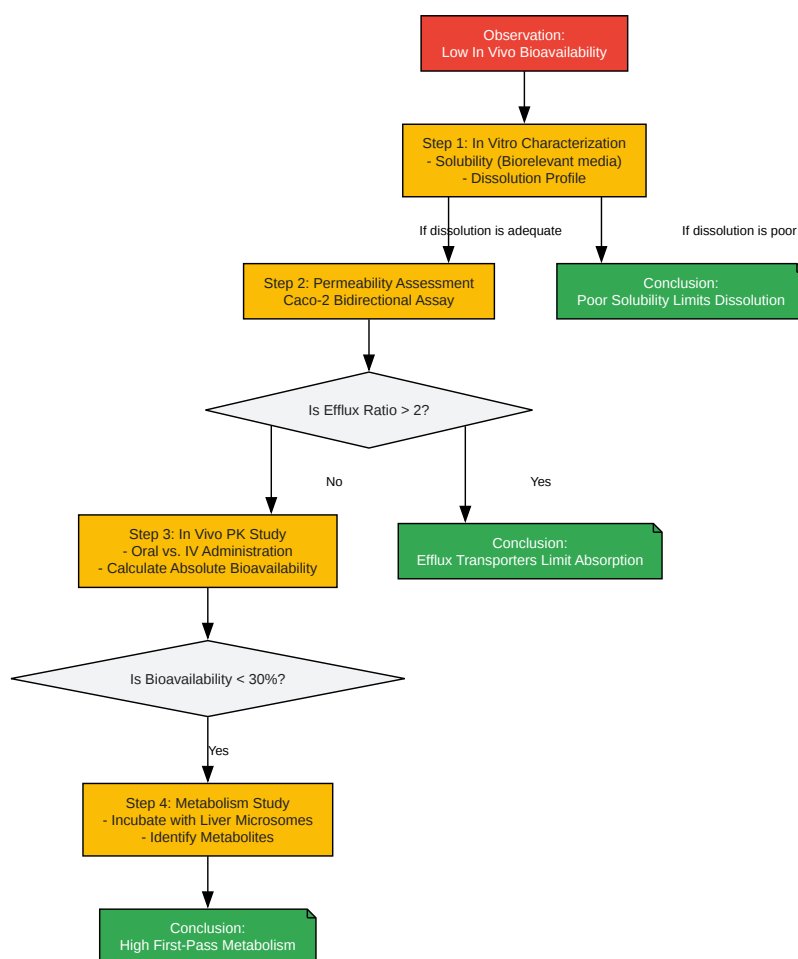 Observation:
Low In Vivo Bioavailability
Step 1: In Vitro Characterization
- Solubility (Biorelevant media)
- Dissolution Profile
If dissolution is adequate
If dissolution is poor
Step 2: Permeability Assessment
Caco-2 Bidirectional Assay
Conclusion:
Poor Solubility Limits Dissolution
Is Efflux Ratio > 2?
No
Yes
Step 3: In Vivo PK Study
- Oral vs. IV Administration
- Calculate Absolute Bioavailability
Conclusion:
Efflux Transporters Limit Absorption
Is Bioavailability < 30%?
Yes
Step 4: Metabolism Study
- Incubate with Liver Microsomes
- Identify Metabolites
Conclusion:
High First-Pass Metabolism